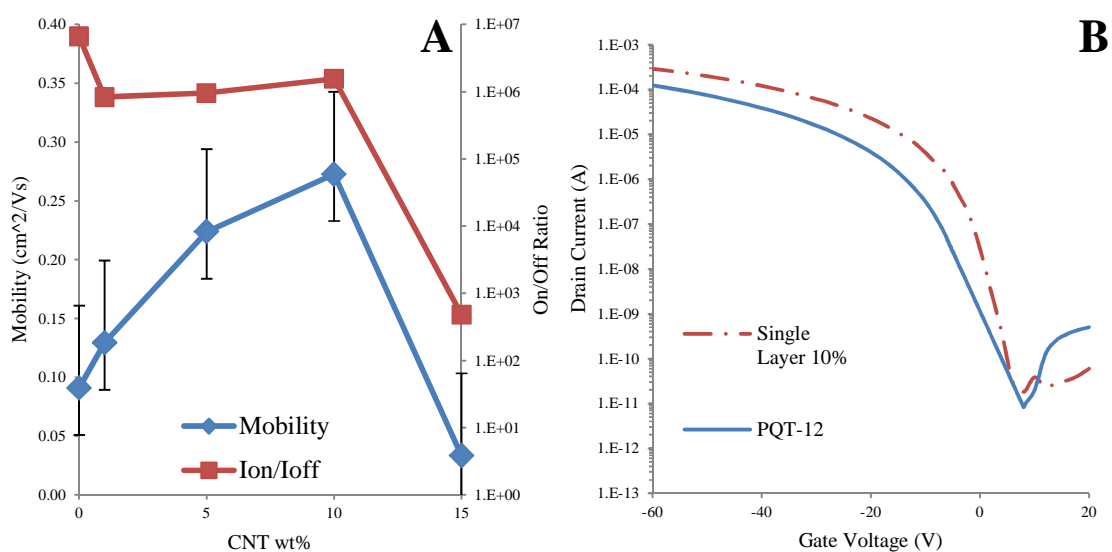 A
0.40
0.35
0.30
0.25
0.20
0.15
0.10
0.05
0.00
Mobility (cm^2/Vs)
1.E+07
1.E+06
1.E+05
1.E+04
1.E+03
1.E+02
1.E+01
1.E+00
On/Off Ratio
Mobility
Ion/Ioff
0 5 10 15
CNT wt%
B
1.E-03
1.E-04
1.E-05
1.E-06
1.E-07
1.E-08
1.E-09
1.E-10
1.E-11
1.E-12
1.E-13
Drain Current (A)
Single
Layer 10%
PQT-12
-60 -40 -20 0 20
Gate Voltage (V)